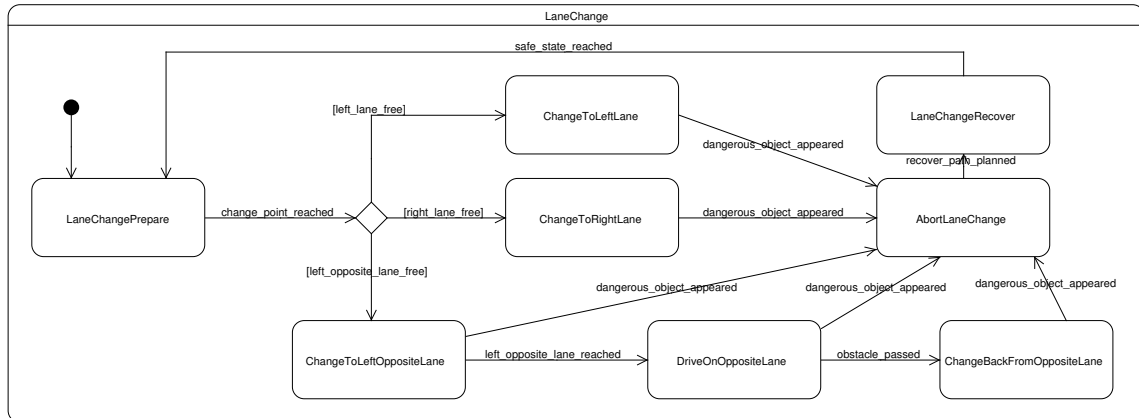 LaneChange
safe_state_reached
[left_lane_free]
ChangeToLeftLane
LaneChangeRecover
dangerous_object_appeared
recover_path_planned
LaneChangePrepare
change_point_reached
[right_lane_free]
ChangeToRightLane
dangerous_object_appeared
AbortLaneChange
[left_opposite_lane_free]
dangerous_object_appeared
dangerous_object_appeared
dangerous_object_appeared
ChangeToLeftOppositeLane
left_opposite_lane_reached
DriveOnOppositeLane
obstacle_passed
ChangeBackFromOppositeLane